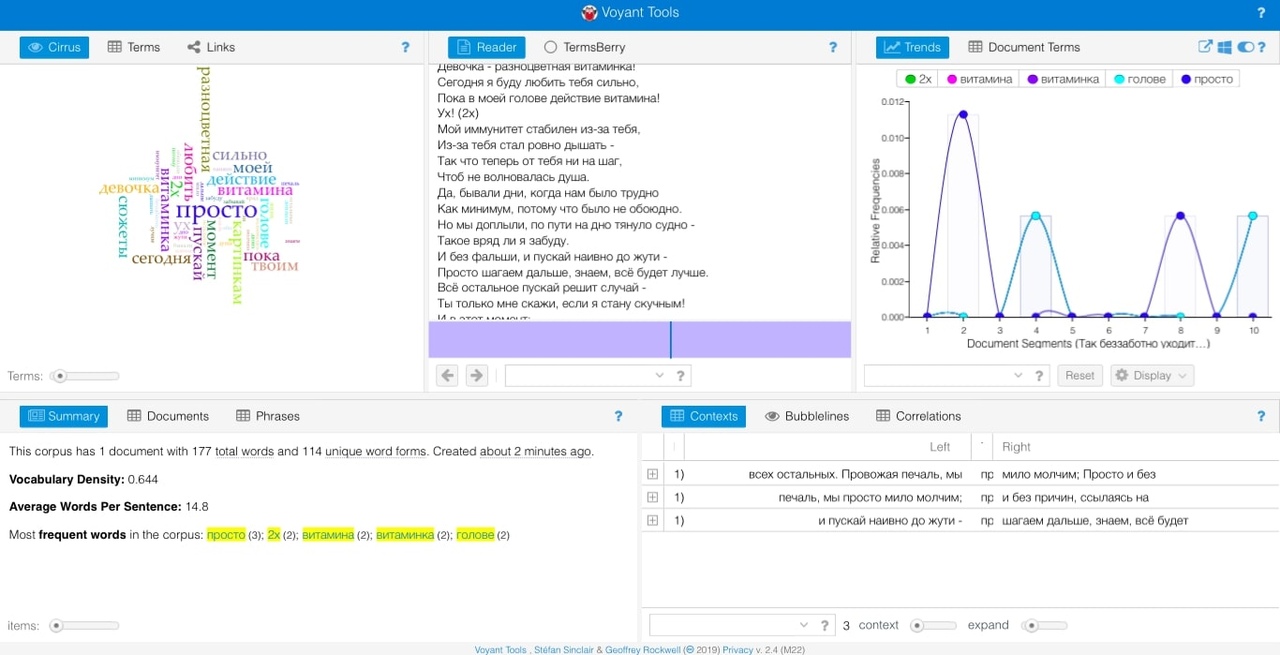 Voyant Tools
?
Cirrus
Terms
Links
?
разноцветная
сильно
моей
любить
действие
девочка
витамина
2x
витаминка
сюжеты
просто
голове
ух
пускай
момент
картинкам
сегодня
пока
твоим
Terms:
Reader
TermsBerry
?
Девочка - разноцветная витаминка!
Сегодня я буду любить тебя сильно,
Пока в моей голове действие витамина!
Ух! (2x)
Мой иммунитет стабилен из-за тебя,
Из-за тебя стал ровно дышать -
Так что теперь от тебя ни на шаг,
Чтоб не волновалась душа.
Да, бывали дни, когда нам было трудно
Как минимум, потому что было не обоюдно.
Но мы доплыли, по пути на дно тянуло судно -
Такое вряд ли я забуду.
И без фальши, и пускай наивно до жути -
Просто шагаем дальше, знаем, всё будет лучше.
Всё остальное пускай решит случай -
Ты только мне скажи, если я стану скучным!
И в этот момент:
?
Trends
Document Terms
?
2x
витамина
витаминка
голове
просто
0.012
0.010
0.008
0.006
0.004
0.002
0.000
Relative Frequencies
1 2 3 4 5 6 7 8 9 10
Document Segments (Так беззаботно уходит...)
?
Reset
Display
Summary
Documents
Phrases
?
This corpus has 1 document with 177 total words and 114 unique word forms. Created about 2 minutes ago.
Vocabulary Density: 0.644
Average Words Per Sentence: 14.8
Most frequent words in the corpus: просто (3); 2x (2); витамина (2); витаминка (2); голове (2)
items:
Contexts
Bubblelines
Correlations
?
Left
Right
1) всех остальных. Провожая печаль, мы пр мило молчим; Просто и без
1) печаль, мы просто мило молчим; пр и без причин, ссылаясь на
1) и пускай наивно до жути - пр шагаем дальше, знаем, всё будет
? 3 context expand
Voyant Tools , Stéfan Sinclair & Geoffrey Rockwell (© 2019) Privacy v. 2.4 (M22)